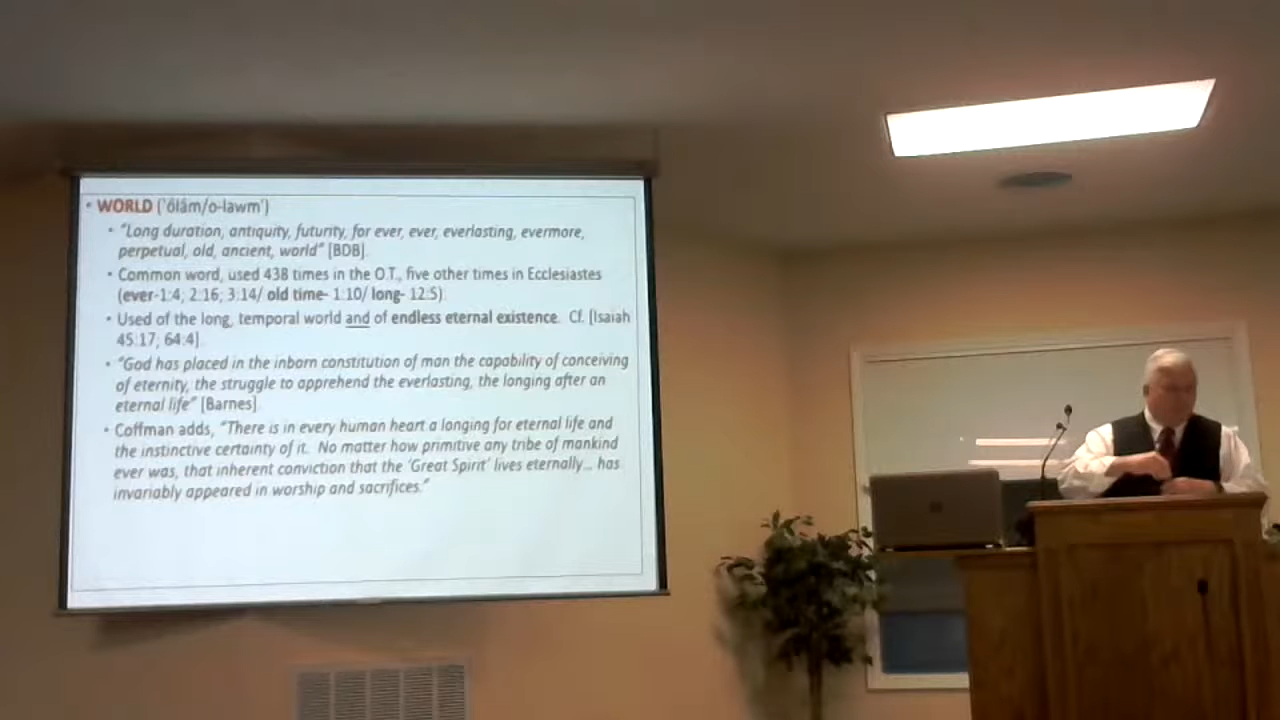 • WORLD ('ôlâm/o-lawm')
• "Long duration, antiquity, futurity, for ever, ever, everlasting, evermore,
perpetual, old, ancient, world" [BDB].
• Common word, used 438 times in the O.T., five other times in Ecclesiastes
(ever-1:4; 2:16; 3:14/ old time- 1:10/ long- 12:5).
• Used of the long, temporal world and of endless eternal existence. Cf. [Isaiah
45:17; 64:4].
• "God has placed in the inborn constitution of man the capability of conceiving
of eternity, the struggle to apprehend the everlasting, the longing after an
eternal life" [Barnes].
• Coffman adds, "There is in every human heart a longing for eternal life and
the instinctive certainty of it. No matter how primitive any tribe of mankind
ever was, that inherent conviction that the 'Great Spirit' lives eternally... has
invariably appeared in worship and sacrifices."